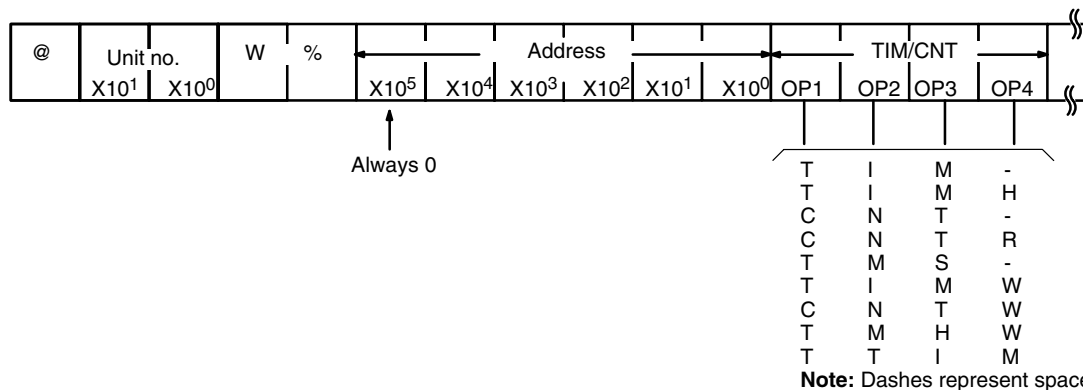 @ Unit no. W % Address TIM/CNT
X10¹ X10⁰ X10⁵ X10⁴ X10³ X10² X10¹ X10⁰ OP1 OP2 OP3 OP4
Always 0
T I M -
T I M H
C N T -
C N T R
T M S -
T I M W
C N T W
T M H W
T T I M
Note: Dashes represent space